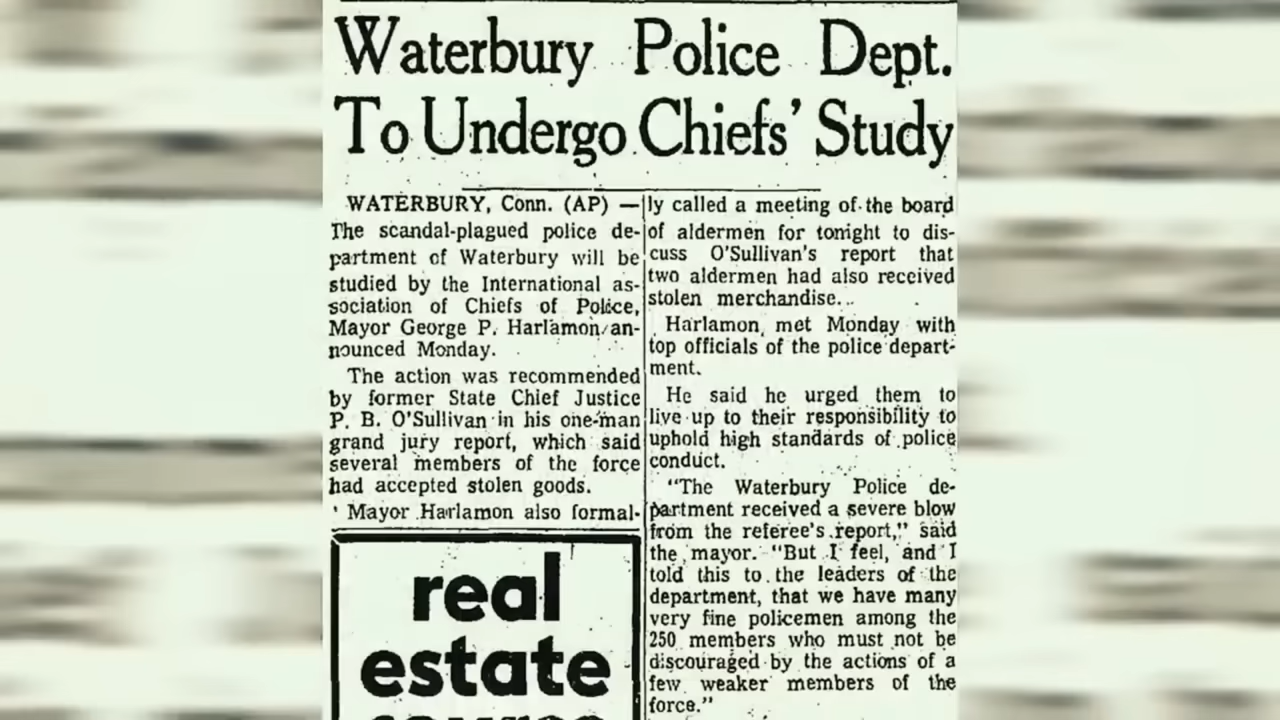 Waterbury Police Dept.
To Undergo Chiefs' Study
WATERBURY, Conn. (AP) —
The scandal-plagued police de-
partment of Waterbury will be
studied by the International as-
sociation of Chiefs of Police,
Mayor George P. Harlamon an-
nounced Monday.
The action was recommended
by former State Chief Justice
P. B. O'Sullivan in his one-man
grand jury report, which said
several members of the force
had accepted stolen goods.
Mayor Harlamon also formal-
real
estate
ly called a meeting of the board
of aldermen for tonight to dis-
cuss O'Sullivan's report that
two aldermen had also received
stolen merchandise.
Harlamon met Monday with
top officials of the police depart-
ment.
He said he urged them to
live up to their responsibility to
uphold high standards of police
conduct.
"The Waterbury Police de-
partment received a severe blow
from the referee's report," said
the mayor. "But I feel, and I
told this to the leaders of the
department, that we have many
very fine policemen among the
250 members who must not be
discouraged by the actions of a
few weaker members of the
force."